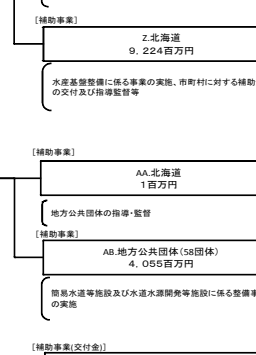 ［補助事業］
Z.北海道
9，224百万円
水産基盤整備に係る事業の実施、市町村に対する補助
の交付及び指導監督等
［補助事業］
AA.北海道
1百万円
地方公共団体の指導・監督
［補助事業］
AB.地方公共団体（58団体）
4，055百万円
簡易水道等施設及び水道水源開発等施設に係る整備事
の実施
［補助事業(交付金)］